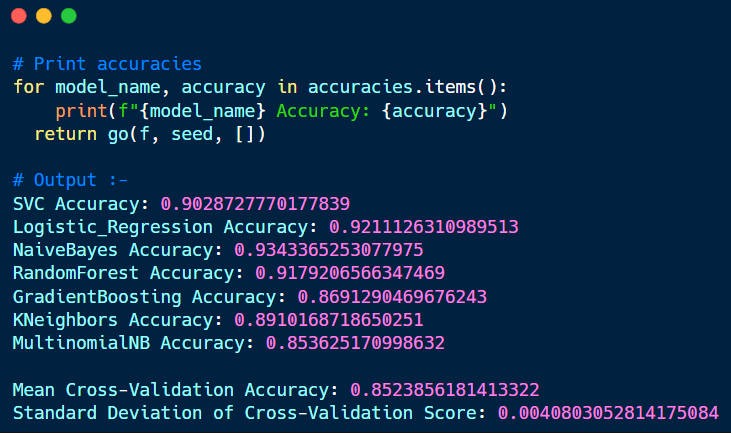 # Print accuracies
for model_name, accuracy in accuracies.items():
    print(f"{model_name} Accuracy: {accuracy}")
  return go(f, seed, [])

# Output :-
SVC Accuracy: 0.9028727770177839
Logistic_Regression Accuracy: 0.9211126310989513
NaiveBayes Accuracy: 0.9343365253077975
RandomForest Accuracy: 0.9179206566347469
GradientBoosting Accuracy: 0.8691290469676243
KNeighbors Accuracy: 0.8910168718650251
MultinomialNB Accuracy: 0.853625170998632

Mean Cross-Validation Accuracy: 0.8523856181413322
Standard Deviation of Cross-Validation Score: 0.0040803052814175084